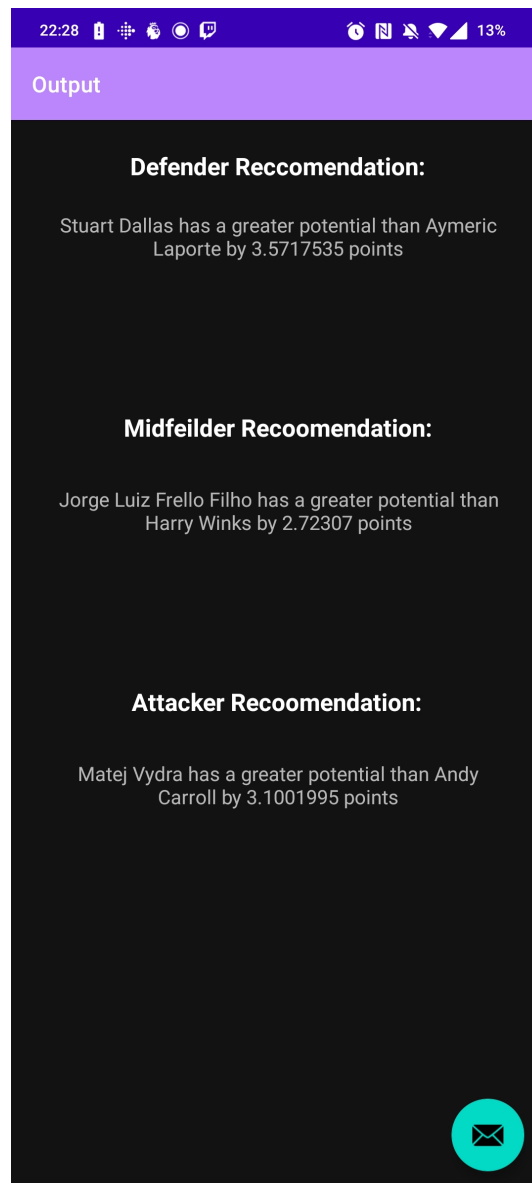 22:28 13%
Output
Defender Reccomendation:
Stuart Dallas has a greater potential than Aymeric
Laporte by 3.5717535 points
Midfeilder Recoomendation:
Jorge Luiz Frello Filho has a greater potential than
Harry Winks by 2.72307 points
Attacker Recoomendation:
Matej Vydra has a greater potential than Andy
Carroll by 3.1001995 points